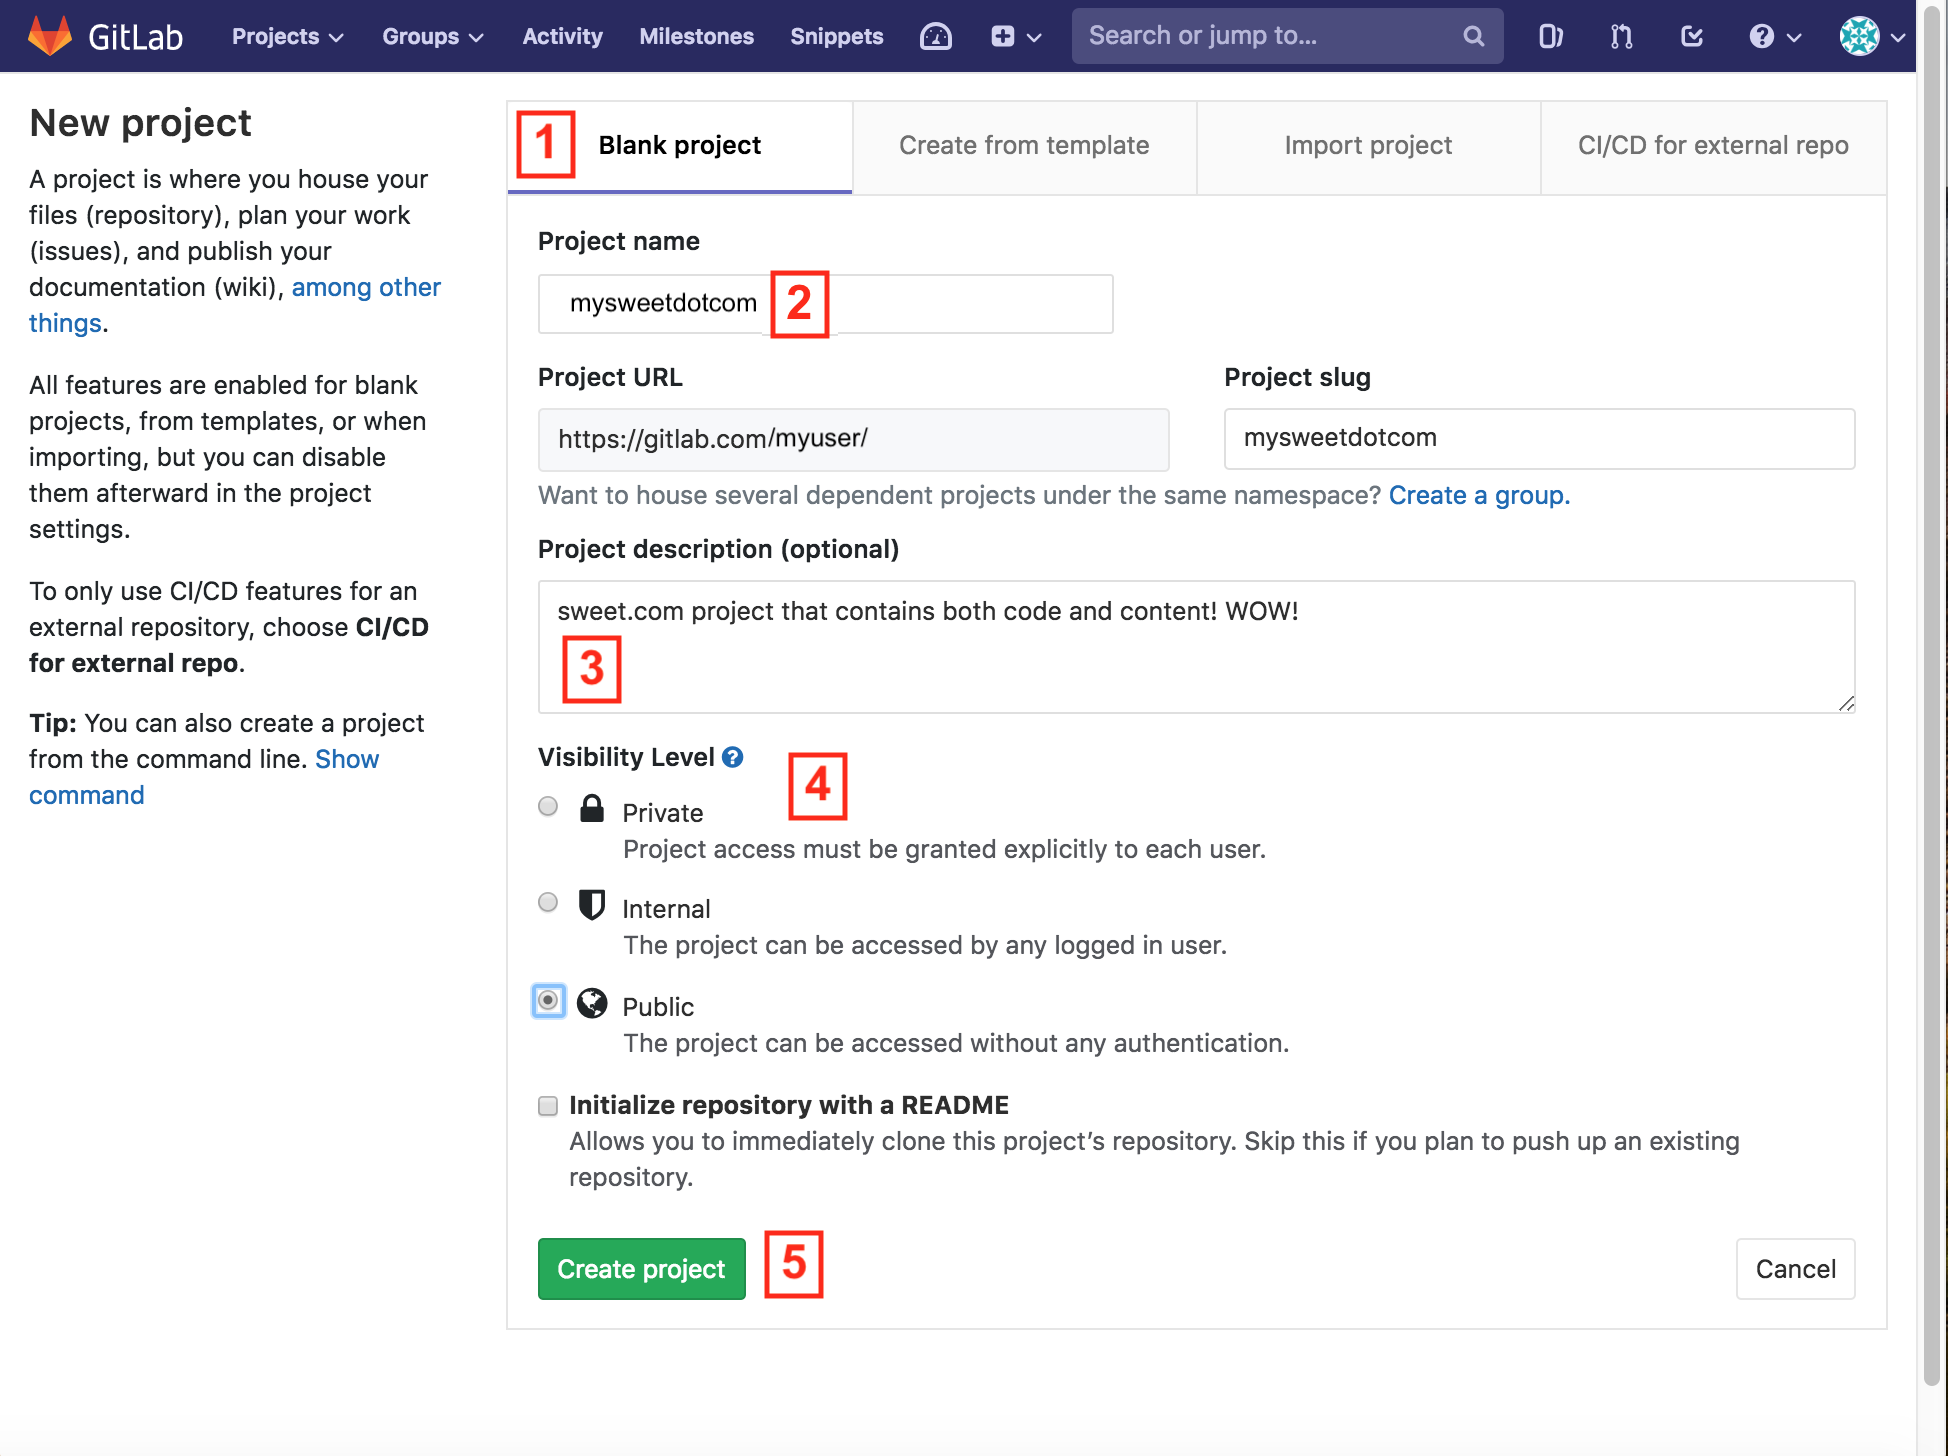 GitLab Projects Groups Activity Milestones Snippets Search or jump to...
New project
A project is where you house your
files (repository), plan your work
(issues), and publish your
documentation (wiki), among other
things.
All features are enabled for blank
projects, from templates, or when
importing, but you can disable
them afterward in the project
settings.
To only use CI/CD features for an
external repository, choose CI/CD
for external repo.
Tip: You can also create a project
from the command line. Show
command
1 Blank project Create from template Import project CI/CD for external repo
Project name
mysweetdotcom 2
Project URL Project slug
https://gitlab.com/myuser/ mysweetdotcom
Want to house several dependent projects under the same namespace? Create a group.
Project description (optional)
sweet.com project that contains both code and content! WOW!
3
Visibility Level ? 4
Private
Project access must be granted explicitly to each user.
Internal
The project can be accessed by any logged in user.
Public
The project can be accessed without any authentication.
Initialize repository with a README
Allows you to immediately clone this project’s repository. Skip this if you plan to push up an existing
repository.
Create project 5 Cancel